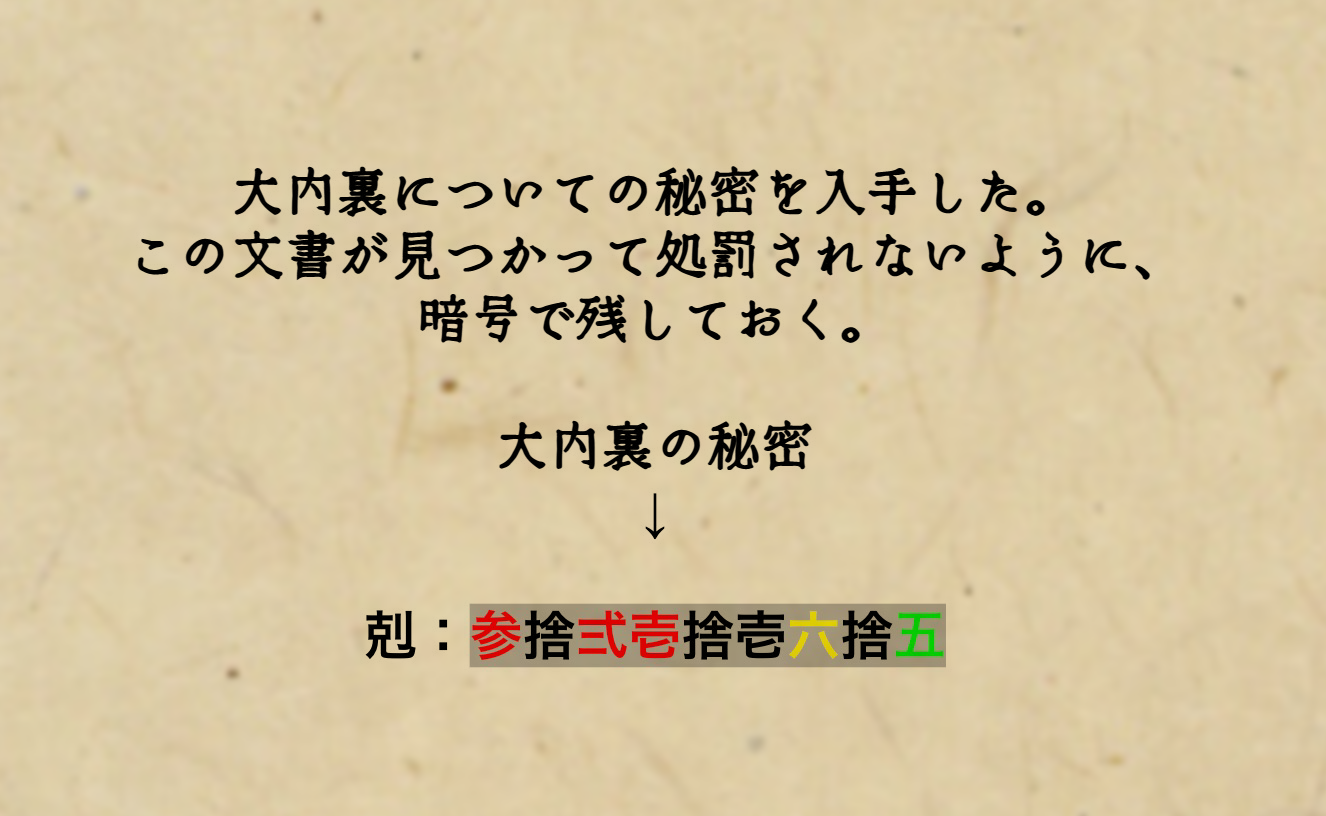 大内裏についての秘密を入手した。
この文書が見つかって処罰されないように、
暗号で残しておく。
大内裏の秘密
↓
剋：参捨弐壱捨壱六捨五